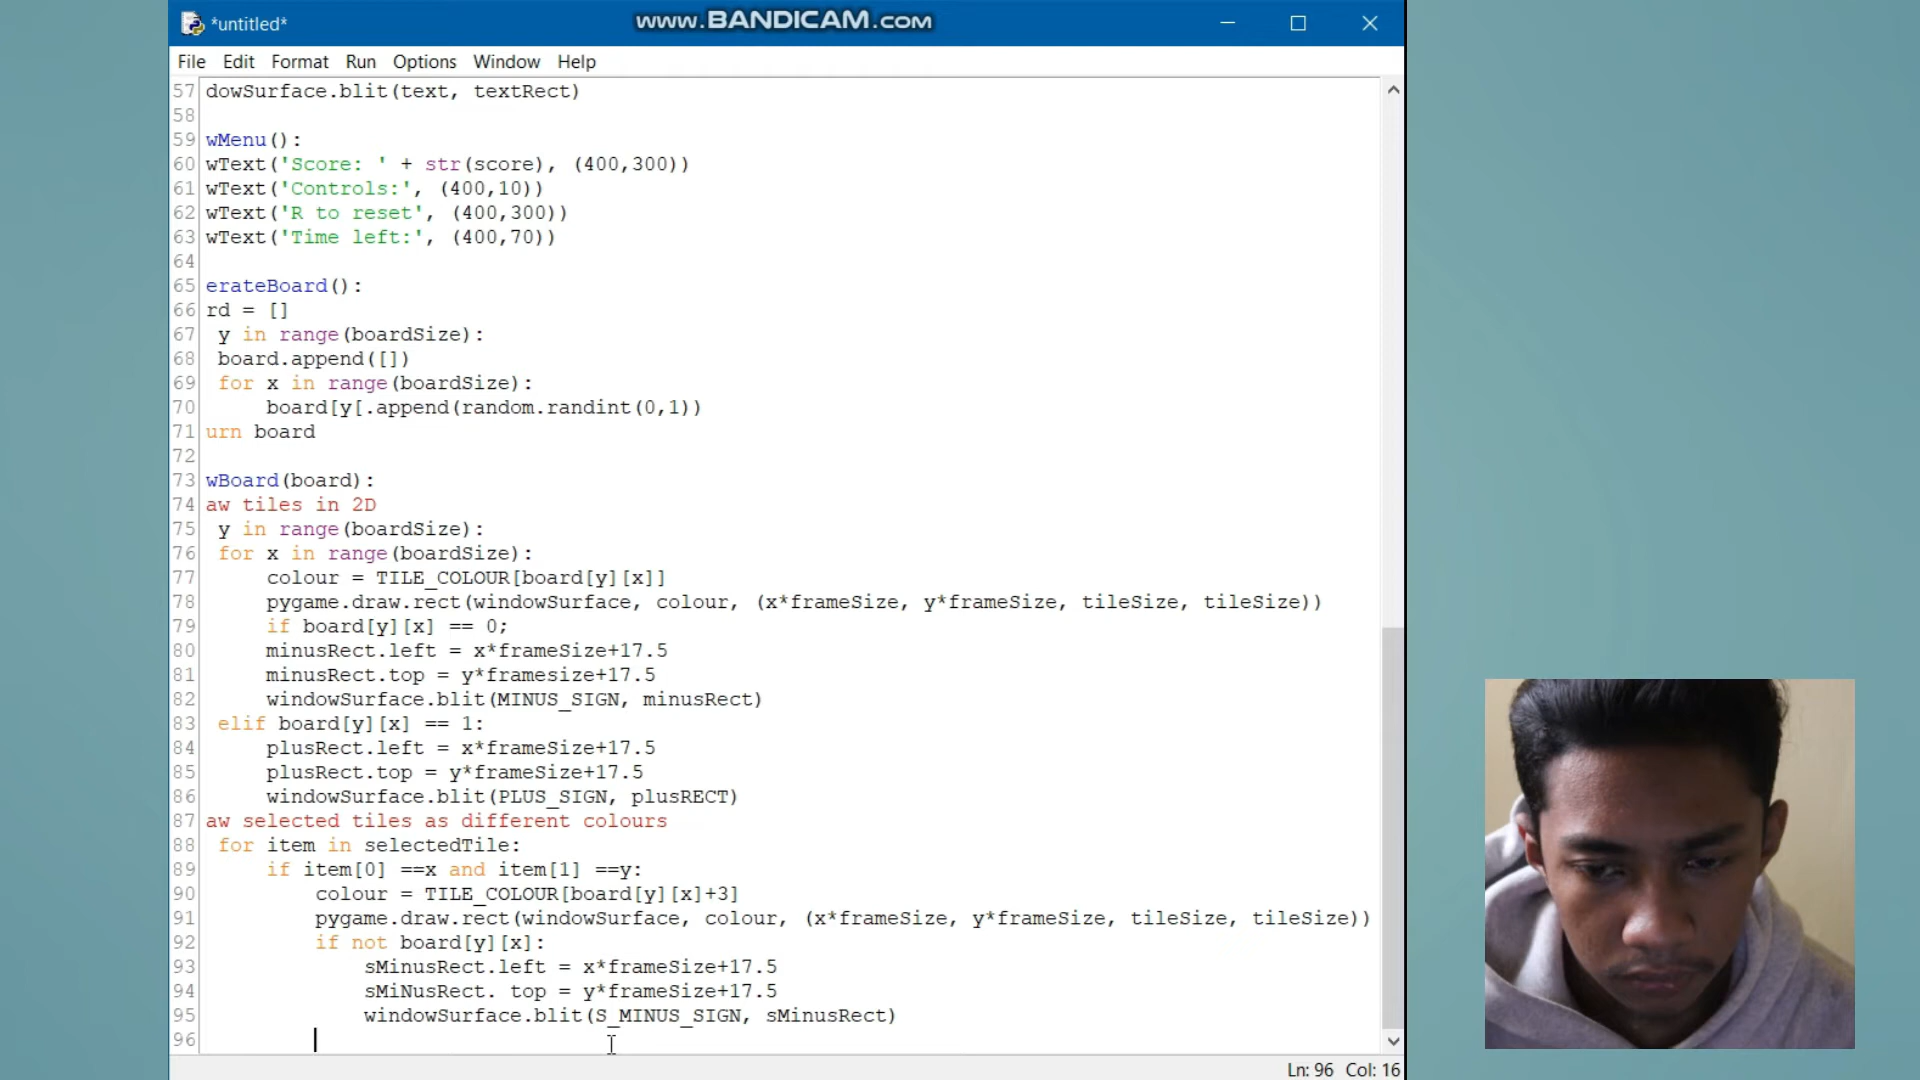 *untitled*
www.BANDICAM.com
File Edit Format Run Options Window Help
57 dowSurface.blit(text, textRect)
58
59 wMenu():
60 wText('Score: ' + str(score), (400,300))
61 wText('Controls:', (400,10))
62 wText('R to reset', (400,300))
63 wText('Time left:', (400,70))
64
65 erateBoard():
66 rd = []
67 y in range(boardSize):
68 board.append([])
69 for x in range(boardSize):
70 board[y[.append(random.randint(0,1))
71 urn board
72
73 wBoard(board):
74 aw tiles in 2D
75 y in range(boardSize):
76 for x in range(boardSize):
77 colour = TILE_COLOUR[board[y][x]]
78 pygame.draw.rect(windowSurface, colour, (x*frameSize, y*frameSize, tileSize, tileSize))
79 if board[y][x] == 0;
80 minusRect.left = x*frameSize+17.5
81 minusRect.top = y*framesize+17.5
82 windowSurface.blit(MINUS_SIGN, minusRect)
83 elif board[y][x] == 1:
84 plusRect.left = x*frameSize+17.5
85 plusRect.top = y*frameSize+17.5
86 windowSurface.blit(PLUS_SIGN, plusRECT)
87 aw selected tiles as different colours
88 for item in selectedTile:
89 if item[0] ==x and item[1] ==y:
90 colour = TILE_COLOUR[board[y][x]+3]
91 pygame.draw.rect(windowSurface, colour, (x*frameSize, y*frameSize, tileSize, tileSize))
92 if not board[y][x]:
93 sMinusRect.left = x*frameSize+17.5
94 sMiNusRect. top = y*frameSize+17.5
95 windowSurface.blit(S_MINUS_SIGN, sMinusRect)
96
Ln: 96 Col: 16